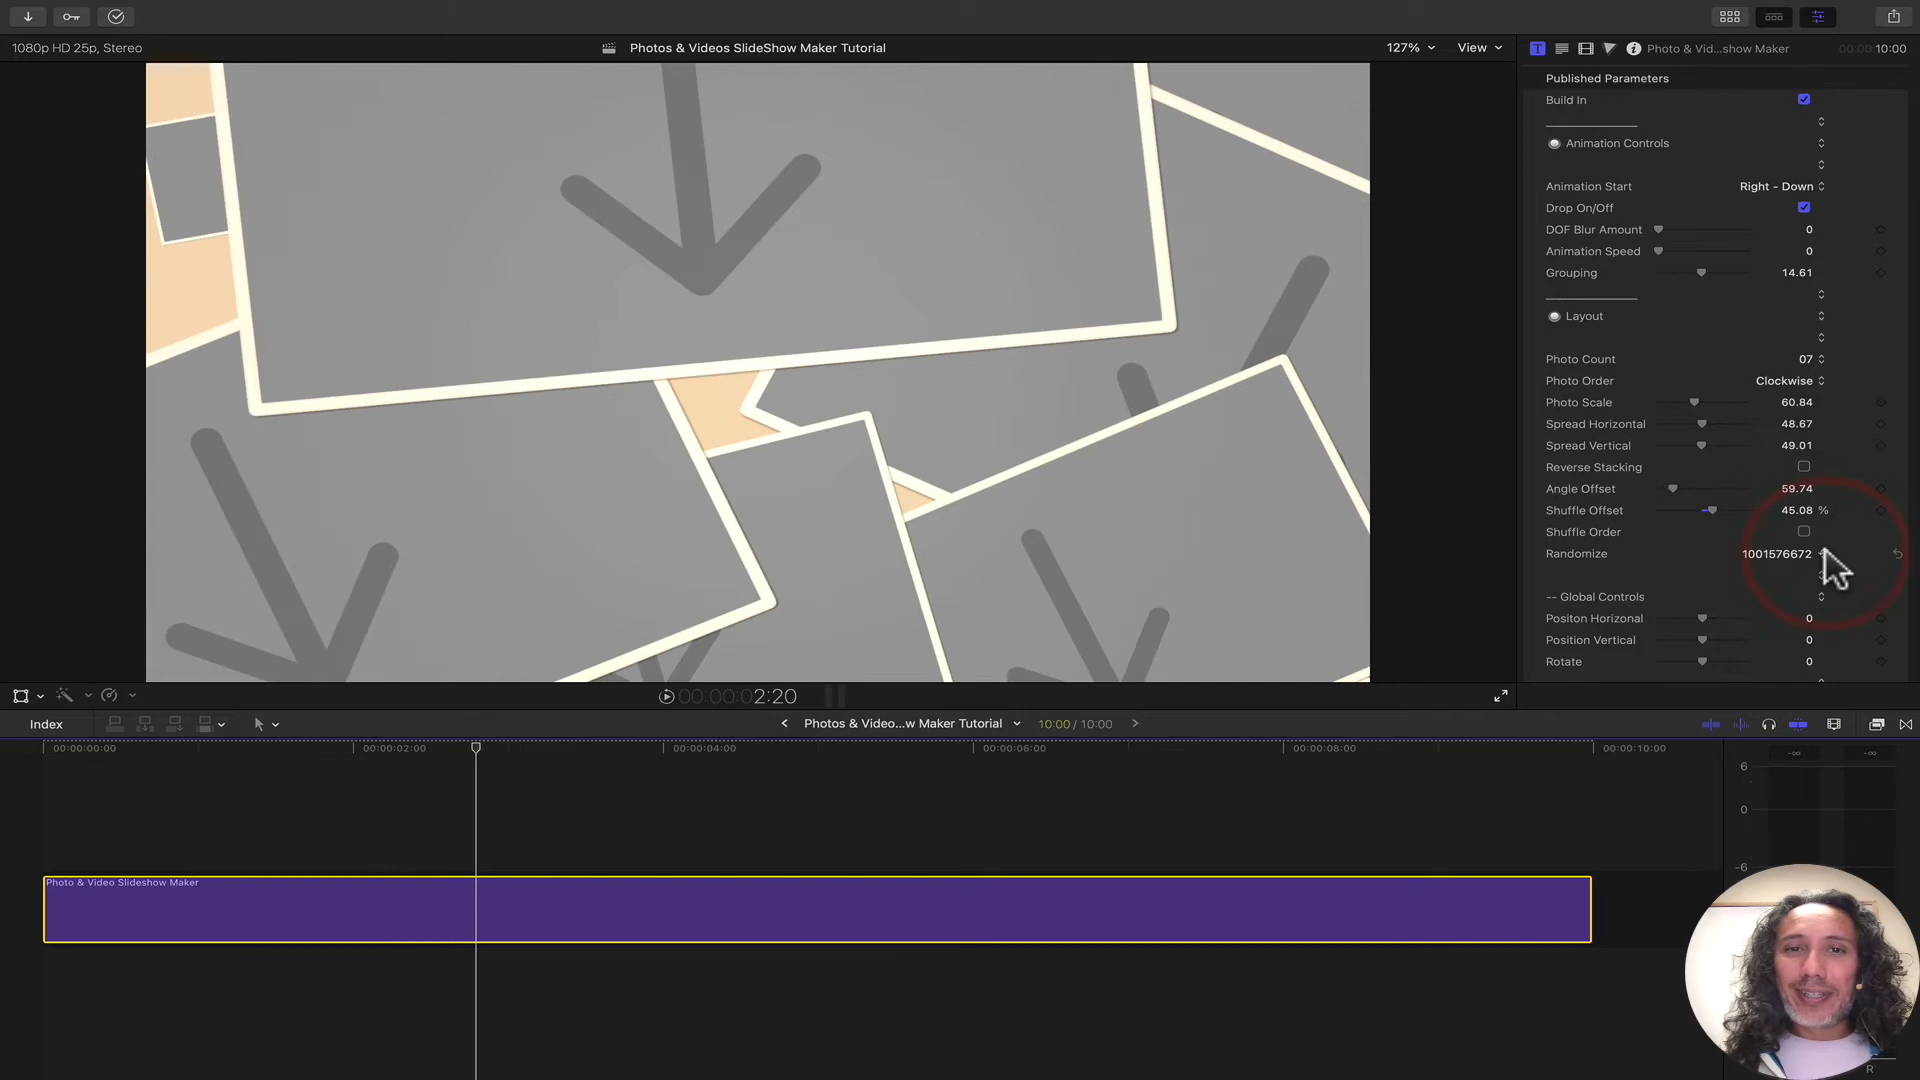 1080p HD 25p, Stereo
Photos & Videos SlideShow Maker Tutorial
127%
View
Photo & Vid...show Maker
00:00:10:00
Published Parameters
Build In
Animation Controls
Animation Start
Right - Down
Drop On/Off
DOF Blur Amount
0
Animation Speed
0
Grouping
14.61
Layout
Photo Count
07
Photo Order
Clockwise
Photo Scale
60.84
Spread Horizontal
48.67
Spread Vertical
49.01
Reverse Stacking
Angle Offset
59.74
Shuffle Offset
45.08 %
Shuffle Order
Randomize
1001576672
-- Global Controls
Positon Horizonal
0
Position Vertical
0
Rotate
0
00:00:02:20
Index
Photos & Video...w Maker Tutorial
10:00 / 10:00
00:00:00:00
00:00:02:00
00:00:04:00
00:00:06:00
00:00:08:00
00:00:10:00
-∞
-∞
6
0
-6
Photo & Video Slideshow Maker
R